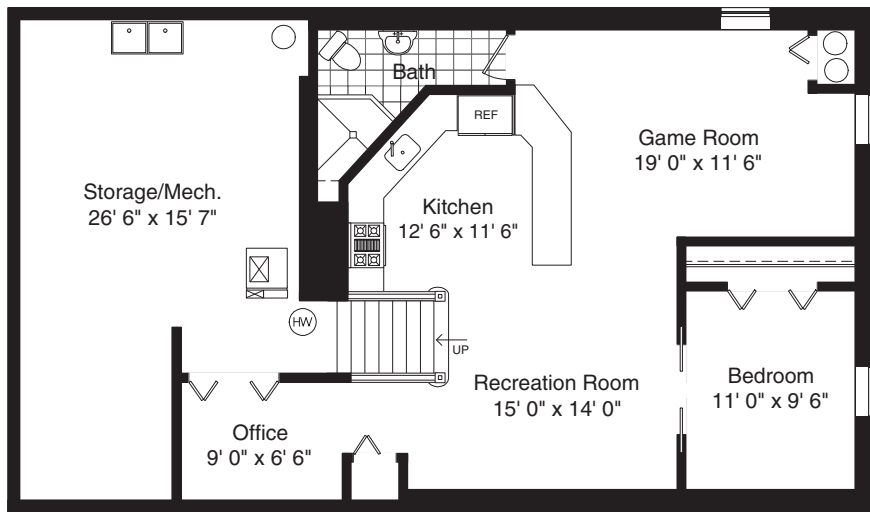 Bath
REF
Game Room
19' 0" x 11' 6"
Storage/Mech.
26' 6" x 15' 7"
Kitchen
12' 6" x 11' 6"
HW
UP
Recreation Room
15' 0" x 14' 0"
Bedroom
11' 0" x 9' 6"
Office
9' 0" x 6' 6"